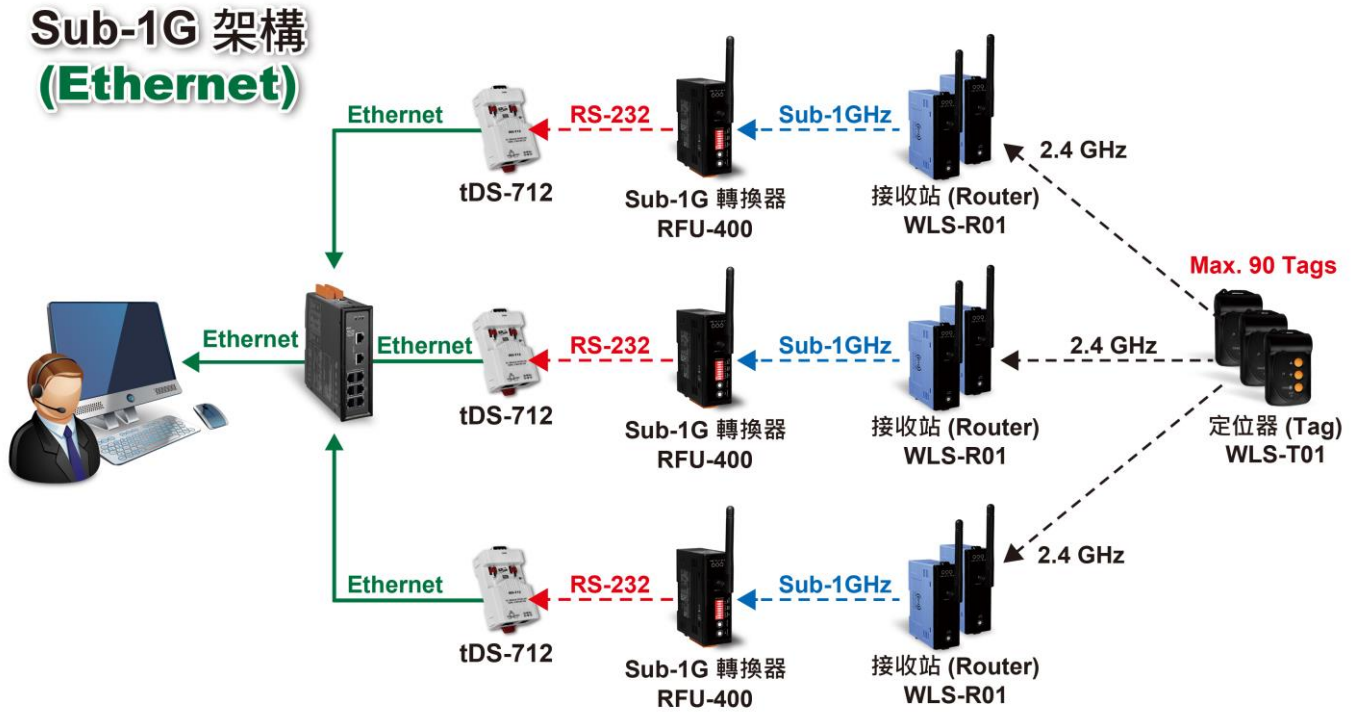 Sub-1G 架構
(Ethernet)
Ethernet
RS-232
Sub-1GHz
2.4 GHz
tDS-712
Sub-1G 轉換器
RFU-400
接收站 (Router)
WLS-R01
Max. 90 Tags
Ethernet
Ethernet
RS-232
Sub-1GHz
2.4 GHz
tDS-712
Sub-1G 轉換器
RFU-400
接收站 (Router)
WLS-R01
定位器 (Tag)
WLS-T01
Ethernet
RS-232
Sub-1GHz
2.4 GHz
tDS-712
Sub-1G 轉換器
RFU-400
接收站 (Router)
WLS-R01